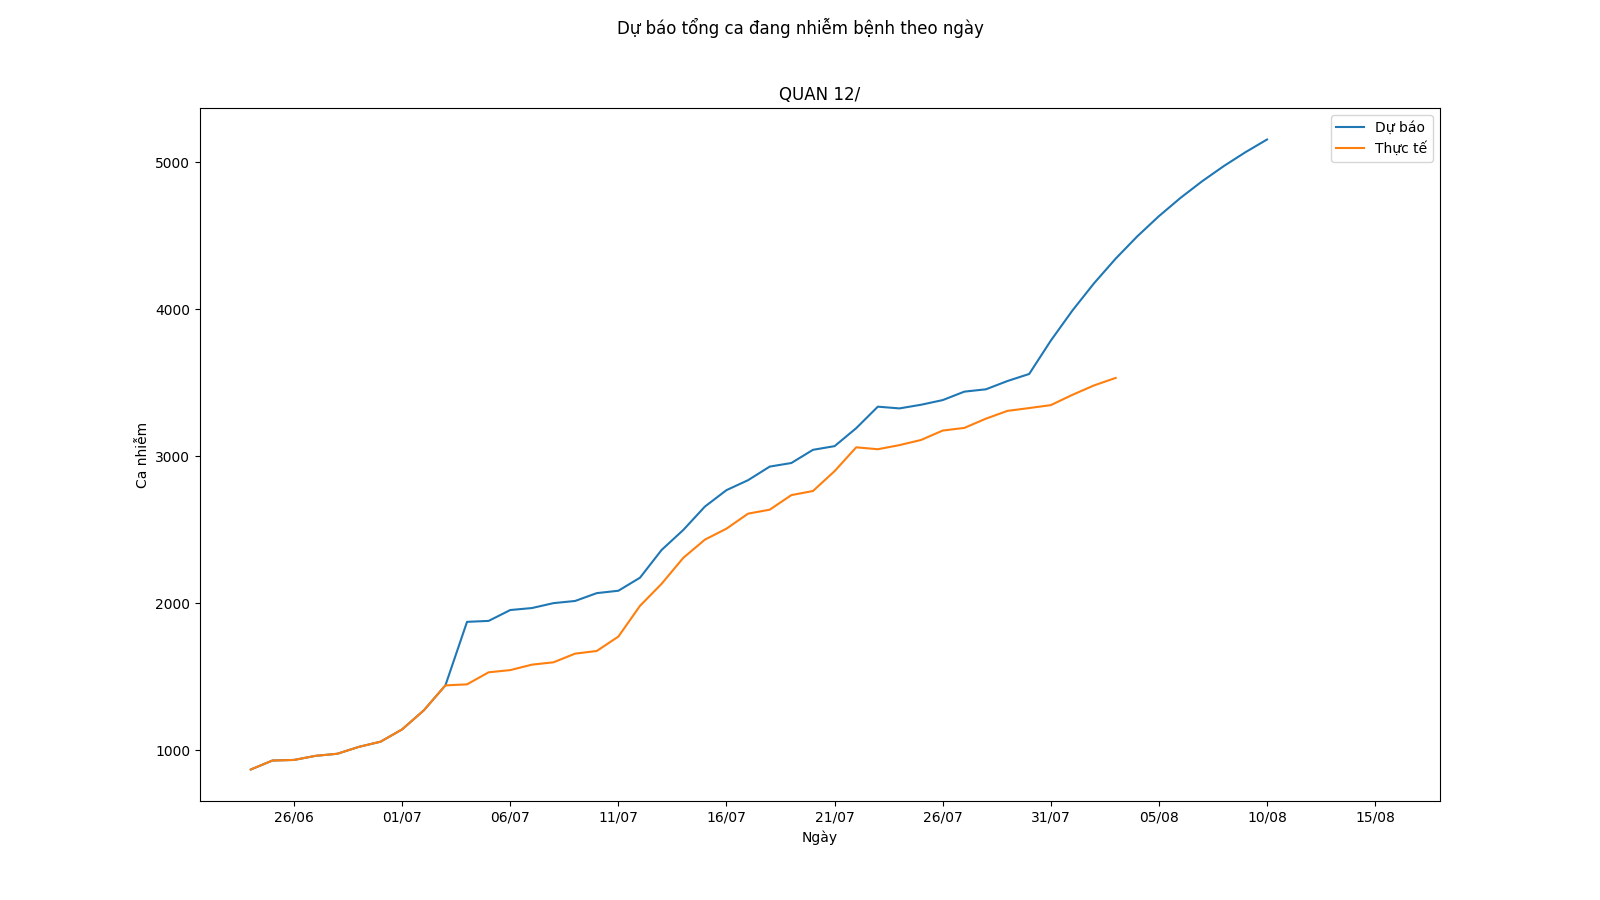 Dự báo tổng ca đang nhiễm bệnh theo ngày
QUAN 12/
Dự báo
Thực tế
5000
4000
3000
2000
1000
Ca nhiễm
26/06 01/07 06/07 11/07 16/07 21/07 26/07 31/07 05/08 10/08 15/08
Ngày